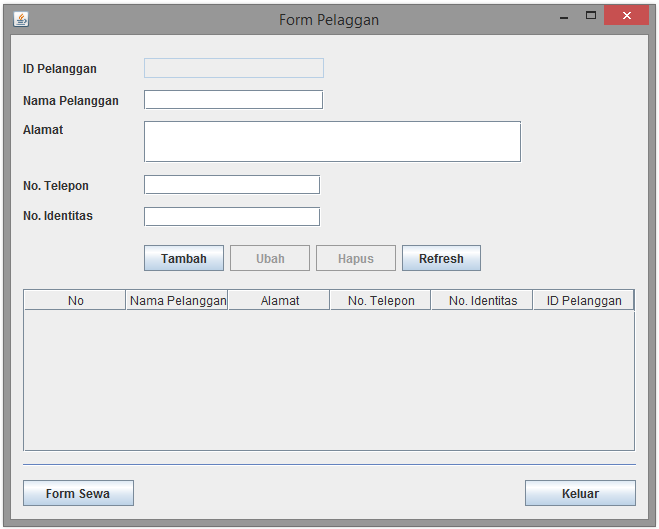 Form Pelaggan
ID Pelanggan
Nama Pelanggan
Alamat
No. Telepon
No. Identitas
Tambah Ubah Hapus Refresh
No Nama Pelanggan Alamat No. Telepon No. Identitas ID Pelanggan
Form Sewa Keluar